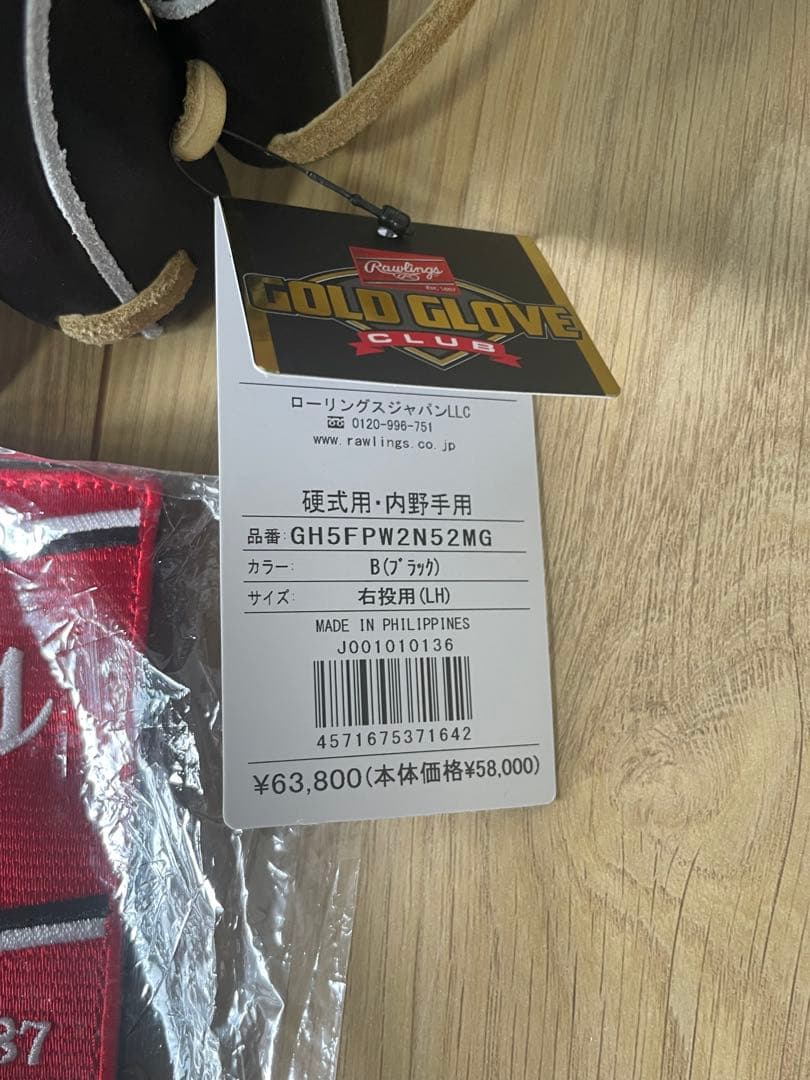 Rawlings
GOLD GLOVE
CLUB
ローリングスジャパンLLC
0120-996-751
www.rawlings.co.jp
硬式用・内野手用
品番:GH5FPW2N52MG
カラー: B(ブラック)
サイズ: 右投用(LH)
MADE IN PHILIPPINES
J001010136
4571675371642
¥63,800(本体価格¥58,000)
37